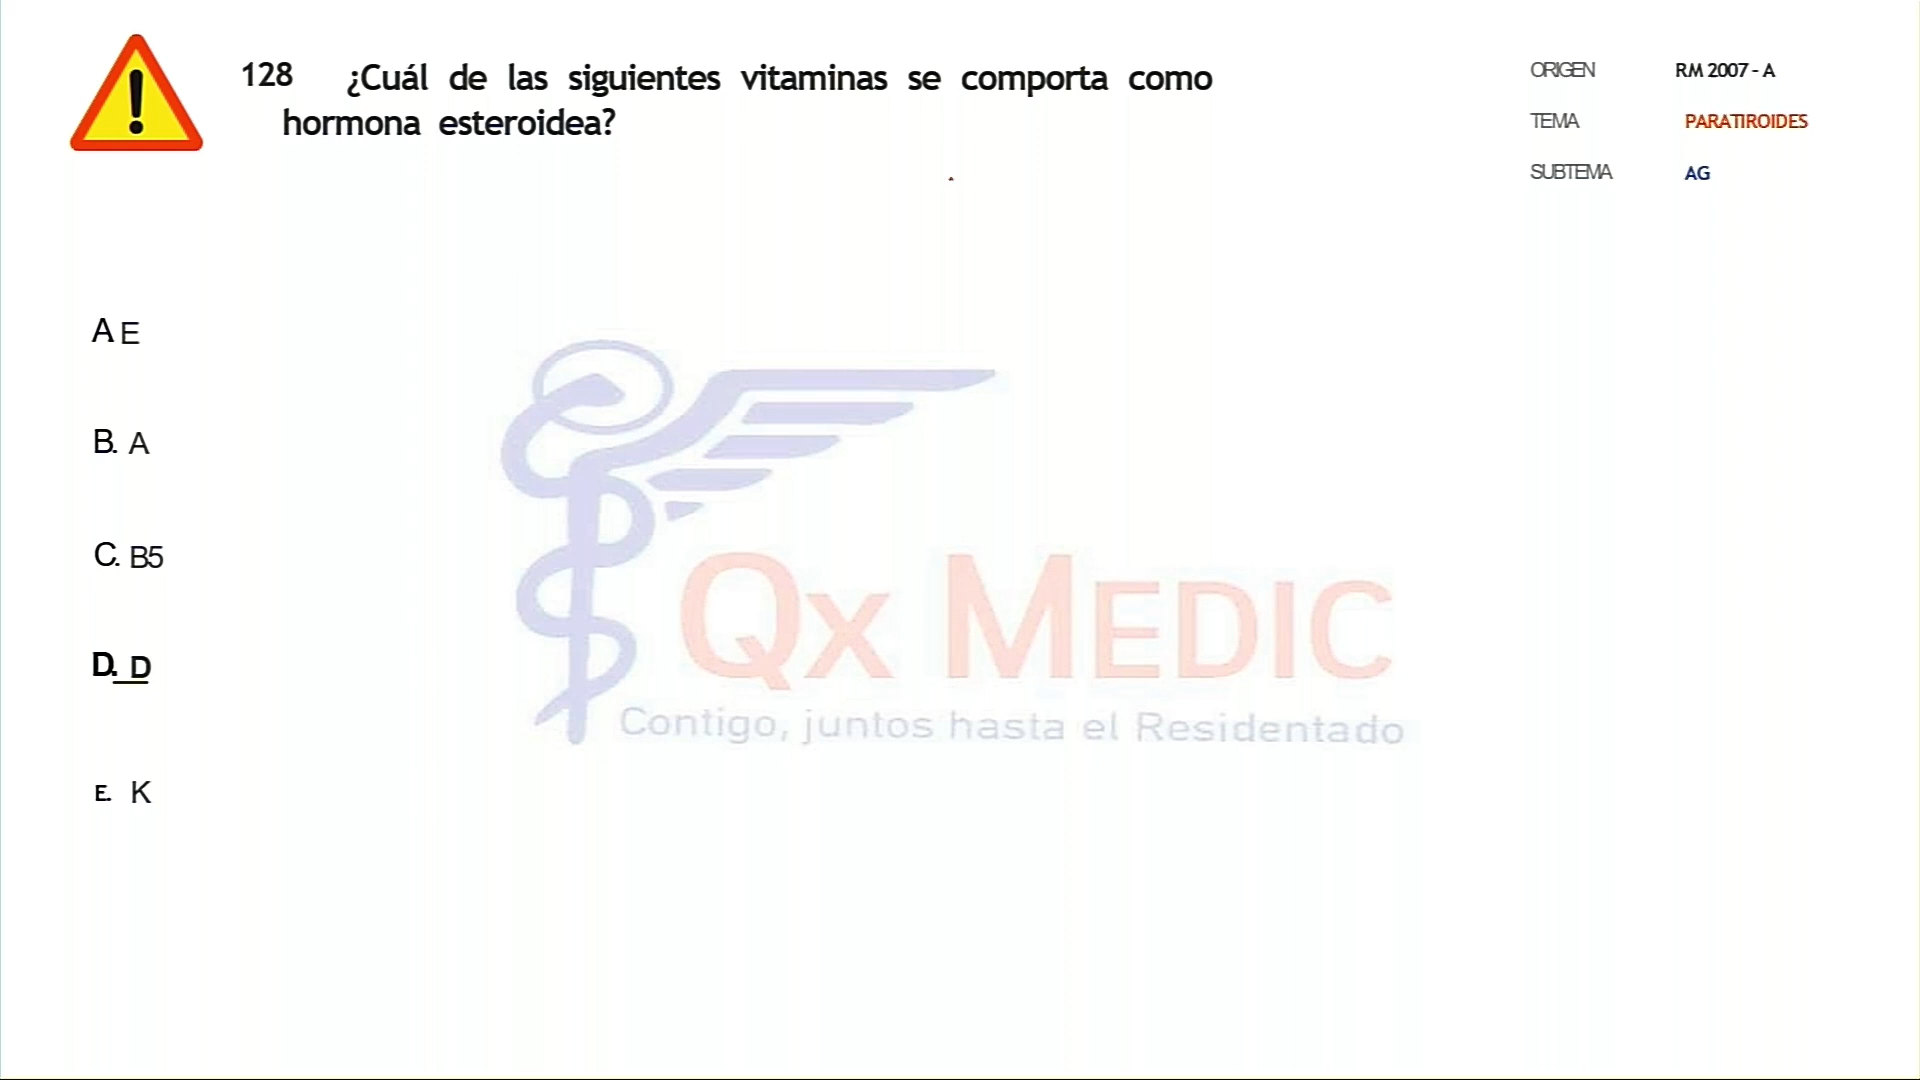 128 ¿Cuál de las siguientes vitaminas se comporta como
hormona esteroidea?
ORIGEN RM 2007 - A
TEMA PARATIROIDES
SUBTEMA AG
A E
B. A
C. B5
D. D
E. K
Qx MEDIC
Contigo, juntos hasta el Residentado